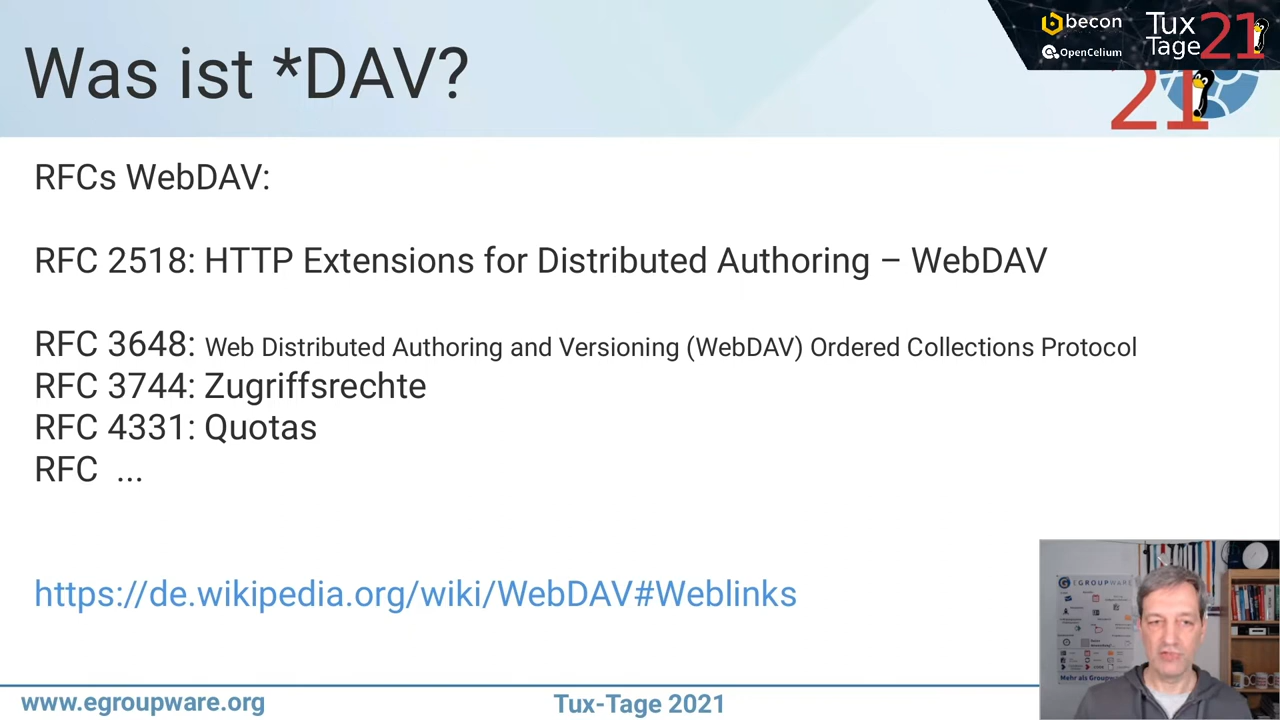 Was ist *DAV?
becon
OpenCelium
Tux
Tage 21
21
RFCs WebDAV:
RFC 2518: HTTP Extensions for Distributed Authoring – WebDAV
RFC 3648: Web Distributed Authoring and Versioning (WebDAV) Ordered Collections Protocol
RFC 3744: Zugriffsrechte
RFC 4331: Quotas
RFC ...
https://de.wikipedia.org/wiki/WebDAV#Weblinks
EGROUPWARE
www.egroupware.org
Tux-Tage 2021